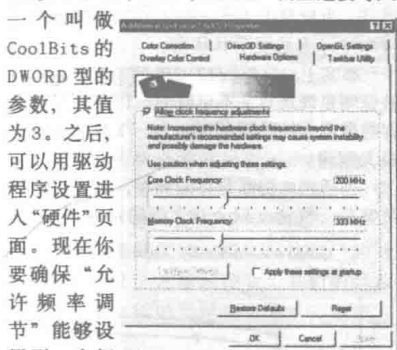 一个叫做
CoolBits的
DWORD型的
参数，其值
为3。之后，
可以用驱动
程序设置进
入“硬件”页
面。现在你
要确保“允
许频率调
节”能够设
Color Correction
Direct3D Settings
OpenGL Settings
Overlay Color Control
Hardware Options
Taskbar Utility
Allow clock frequency adjustments
Note: Increasing the hardware clock frequencies beyond the
manufacturer's recommended settings may cause system instability
and possibly damage the hardware.
Use caution when adjusting these settings.
Core Clock Frequency:
200 MHz
Memory Clock Frequency:
333 MHz
Apply these settings at startup
Restore Defaults
Reset
OK
Cancel